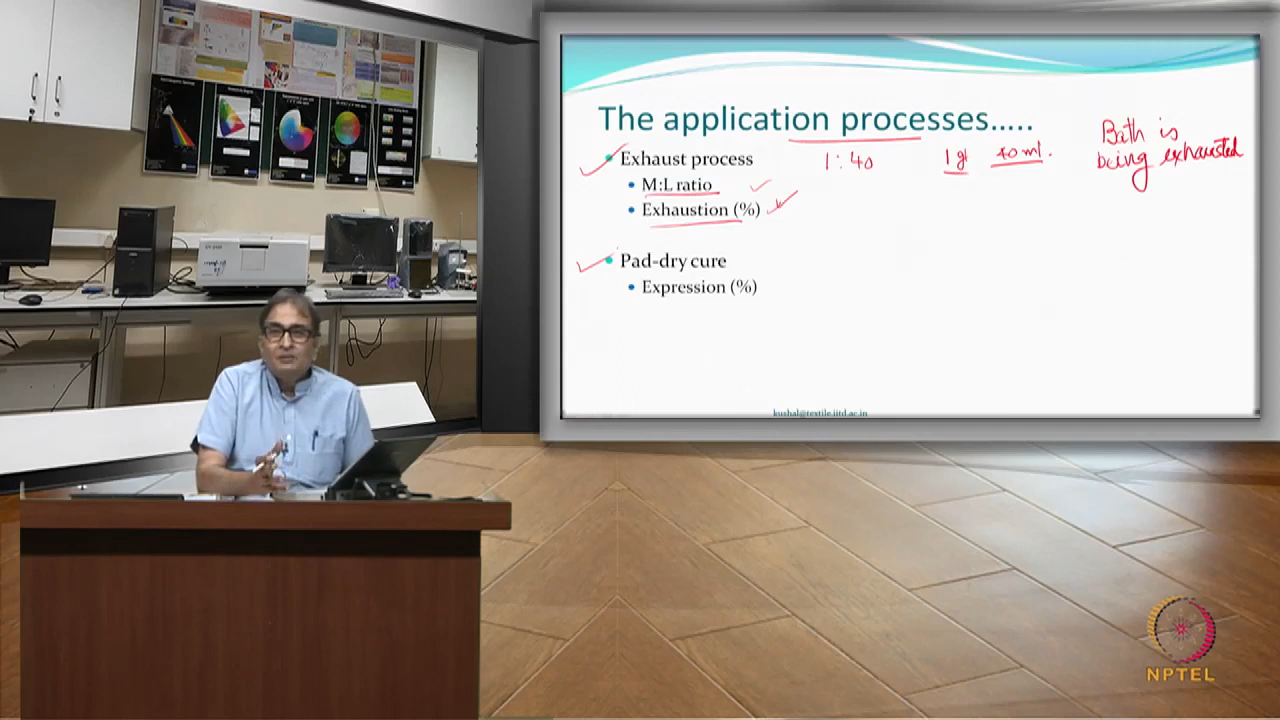 The application processes.....
Exhaust process
1:40
1 g
40 ml.
Bath is
being exhausted
• M:L ratio
• Exhaustion (%)
Pad-dry cure
• Expression (%)
kushal@textile.iitd.ac.in
NPTEL